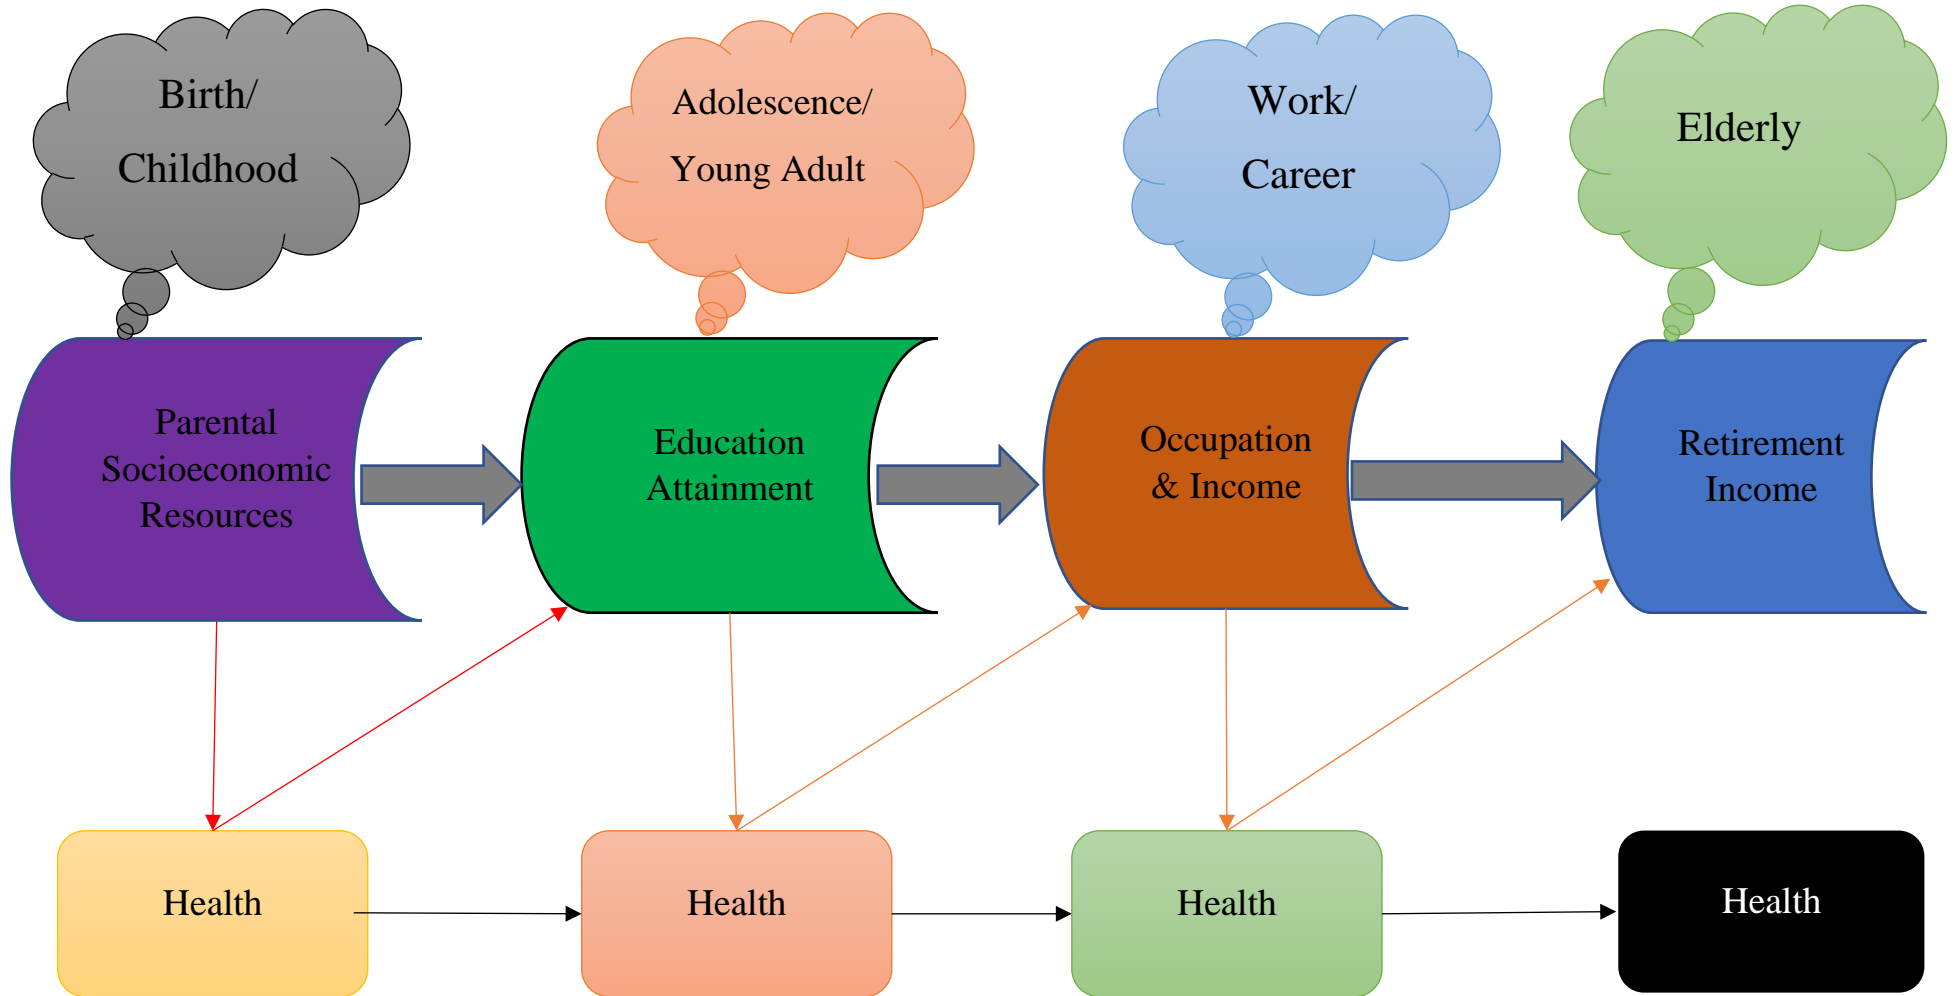 Birth/
Childhood
Adolescence/
Young Adult
Work/
Career
Elderly
Parental
Socioeconomic
Resources
Education
Attainment
Occupation
& Income
Retirement
Income
Health
Health
Health
Health